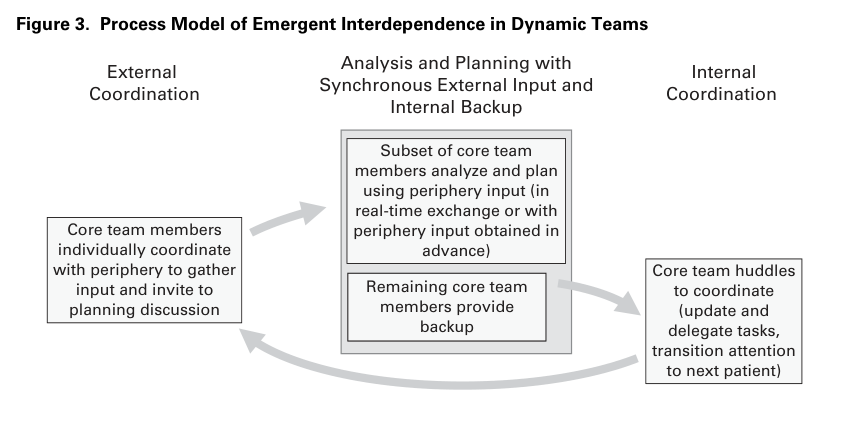 Figure 3. Process Model of Emergent Interdependence in Dynamic Teams
External
Coordination
Analysis and Planning with
Synchronous External Input and
Internal Backup
Internal
Coordination
Core team members
individually coordinate
with periphery to gather
input and invite to
planning discussion
Subset of core team
members analyze and plan
using periphery input (in
real-time exchange or with
periphery input obtained in
advance)
Remaining core team
members provide
backup
Core team huddles
to coordinate
(update and
delegate tasks,
transition attention
to next patient)